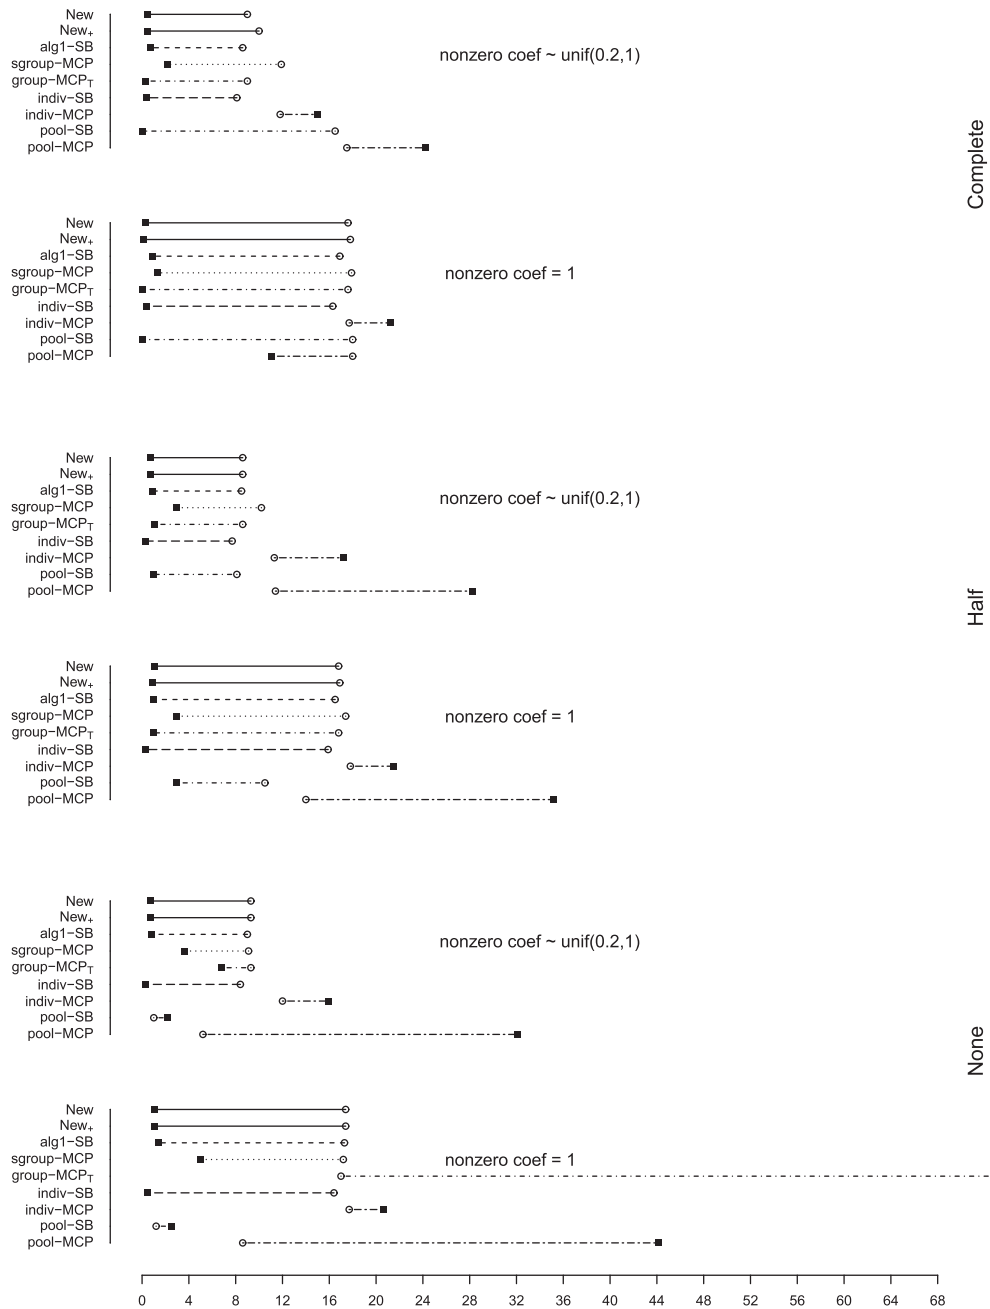 New
New+
alg1−SB
nonzero coef ~ unif(0.2,1)
sgroup−MCP
group−MCPT
indiv−SB
indiv−MCP
pool−SB
pool−MCP
Complete
New
New+
alg1−SB
sgroup−MCP
nonzero coef = 1
group−MCPT
indiv−SB
indiv−MCP
pool−SB
pool−MCP
New
New+
alg1−SB
nonzero coef ~ unif(0.2,1)
sgroup−MCP
group−MCPT
indiv−SB
indiv−MCP
pool−SB
pool−MCP
Half
New
New+
alg1−SB
sgroup−MCP
nonzero coef = 1
group−MCPT
indiv−SB
indiv−MCP
pool−SB
pool−MCP
New
New+
alg1−SB
nonzero coef ~ unif(0.2,1)
sgroup−MCP
group−MCPT
indiv−SB
indiv−MCP
pool−SB
pool−MCP
None
New
New+
alg1−SB
sgroup−MCP
nonzero coef = 1
group−MCPT
indiv−SB
indiv−MCP
pool−SB
pool−MCP
0 4 8 12 16 20 24 28 32 36 40 44 48 52 56 60 64 68